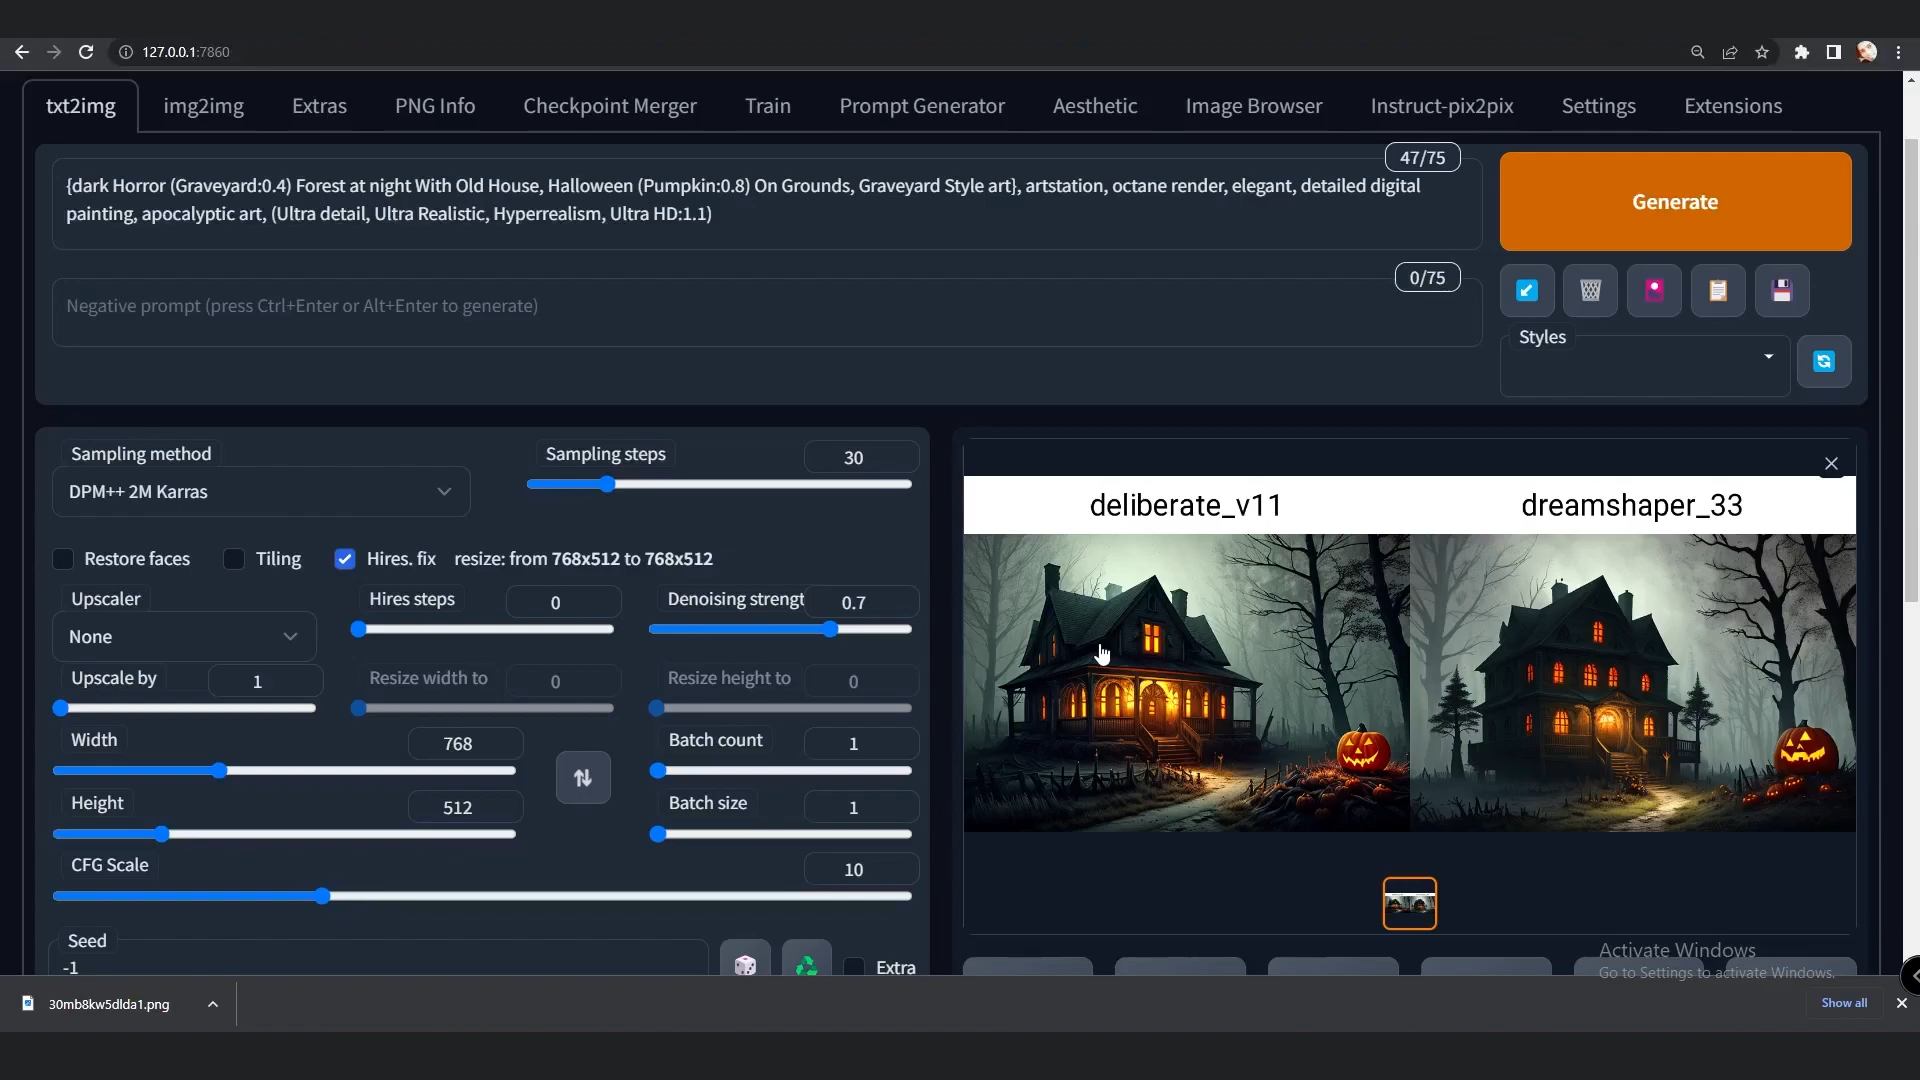 127.0.0.1:7860
txt2img
img2img
Extras
PNG Info
Checkpoint Merger
Train
Prompt Generator
Aesthetic
Image Browser
Instruct-pix2pix
Settings
Extensions
47/75
{dark Horror (Graveyard:0.4) Forest at night With Old House, Halloween (Pumpkin:0.8) On Grounds, Graveyard Style art}, artstation, octane render, elegant, detailed digital
painting, apocalyptic art, (Ultra detail, Ultra Realistic, Hyperrealism, Ultra HD:1.1)
Generate
0/75
Negative prompt (press Ctrl+Enter or Alt+Enter to generate)
Styles
Sampling method
DPM++ 2M Karras
Sampling steps
30
Restore faces
Tiling
Hires. fix
resize: from 768x512 to 768x512
Upscaler
None
Hires steps
0
Denoising strengt
0.7
Upscale by
1
Resize width to
0
Resize height to
0
Width
768
Batch count
1
Height
512
Batch size
1
CFG Scale
10
Seed
-1
Extra
deliberate_v11
dreamshaper_33
Activate Windows
Go to Settings to activate Windows.
30mb8kw5dlda1.png
Show all